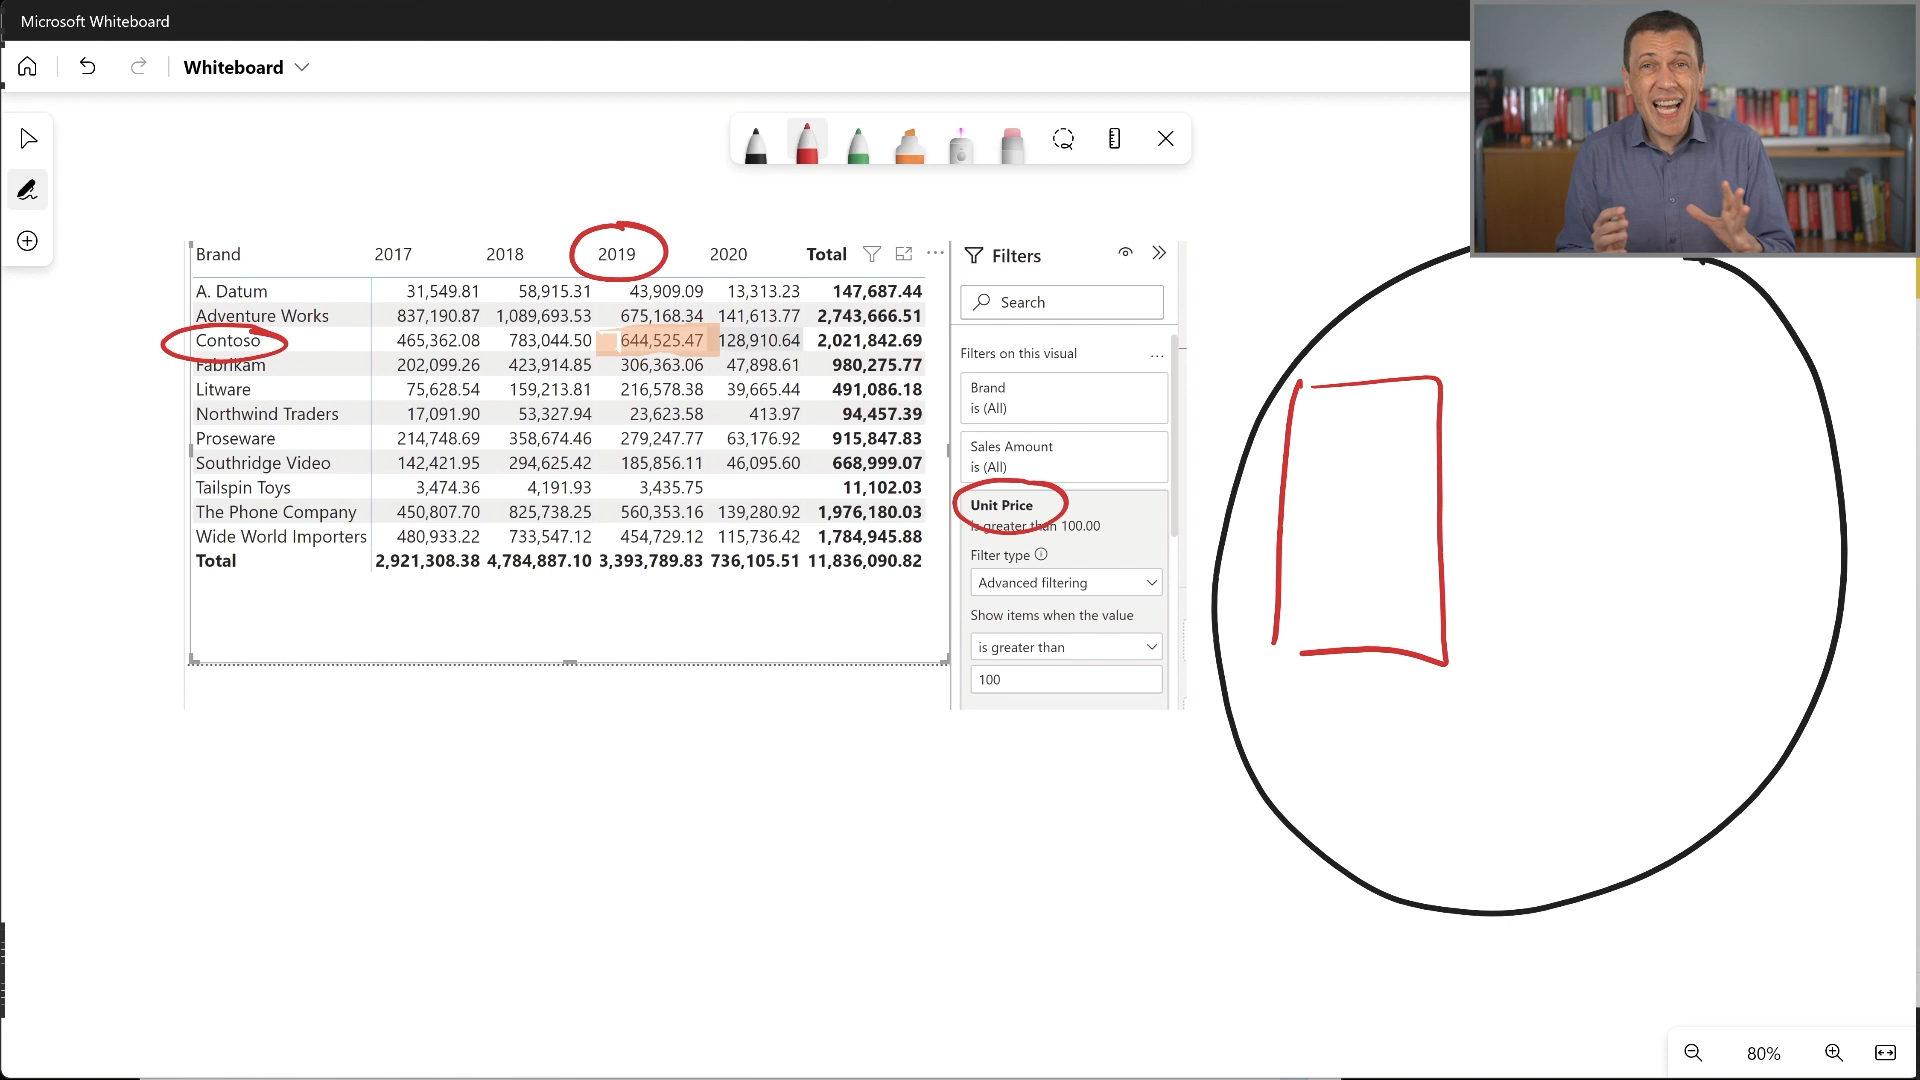 Microsoft Whiteboard
Whiteboard
Brand 2017 2018 2019 2020 Total
A. Datum 31,549.81 58,915.31 43,909.09 13,313.23 147,687.44
Adventure Works 837,190.87 1,089,693.53 675,168.34 141,613.77 2,743,666.51
Contoso 465,362.08 783,044.50 644,525.47 128,910.64 2,021,842.69
Fabrikam 202,099.26 423,914.85 306,363.06 47,898.61 980,275.77
Litware 75,628.54 159,213.81 216,578.38 39,665.44 491,086.18
Northwind Traders 17,091.90 53,327.94 23,623.58 413.97 94,457.39
Proseware 214,748.69 358,674.46 279,247.77 63,176.92 915,847.83
Southridge Video 142,421.95 294,625.42 185,856.11 46,095.60 668,999.07
Tailspin Toys 3,474.36 4,191.93 3,435.75 11,102.03
The Phone Company 450,807.70 825,738.25 560,353.16 139,280.92 1,976,180.03
Wide World Importers 480,933.22 733,547.12 454,729.12 115,736.42 1,784,945.88
Total 2,921,308.38 4,784,887.10 3,393,789.83 736,105.51 11,836,090.82
Filters
Search
Filters on this visual
Brand
is (All)
Sales Amount
is (All)
Unit Price
is greater than 100.00
Filter type
Advanced filtering
Show items when the value
is greater than
100
80%